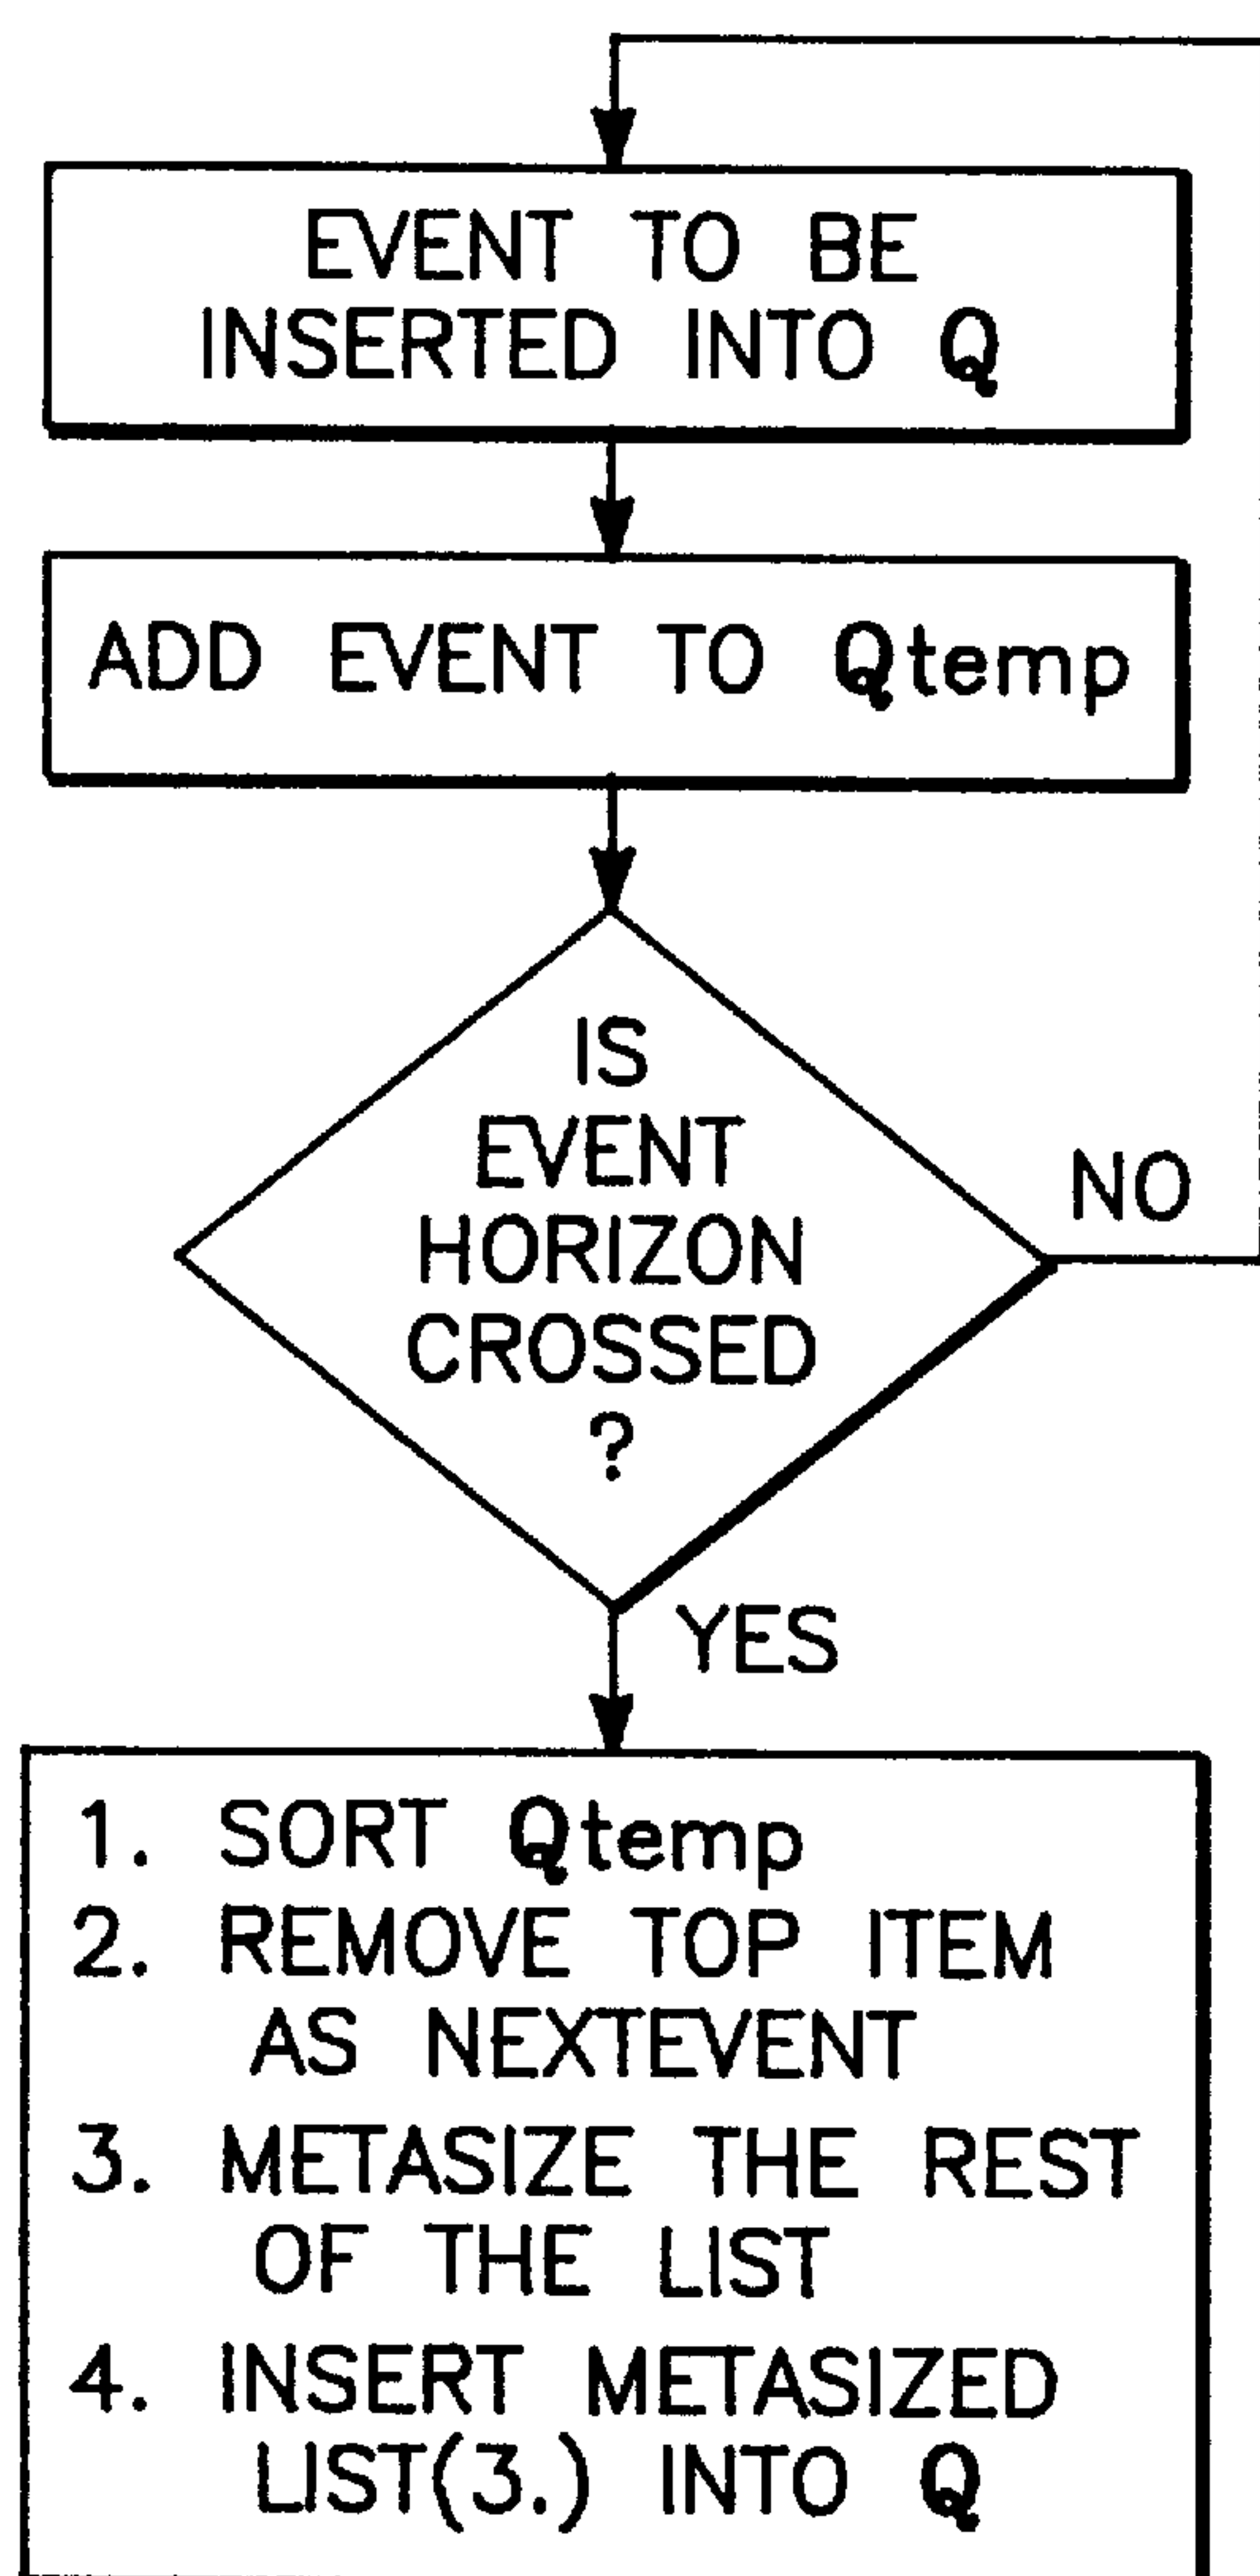 EVENT TO BE
INSERTED INTO Q
ADD EVENT TO Qtemp
IS
EVENT
HORIZON
CROSSED
?
NO
YES
1. SORT Qtemp
2. REMOVE TOP ITEM
AS NEXTEVENT
3. METASIZE THE REST
OF THE LIST
4. INSERT METASIZED
LIST(3.) INTO Q